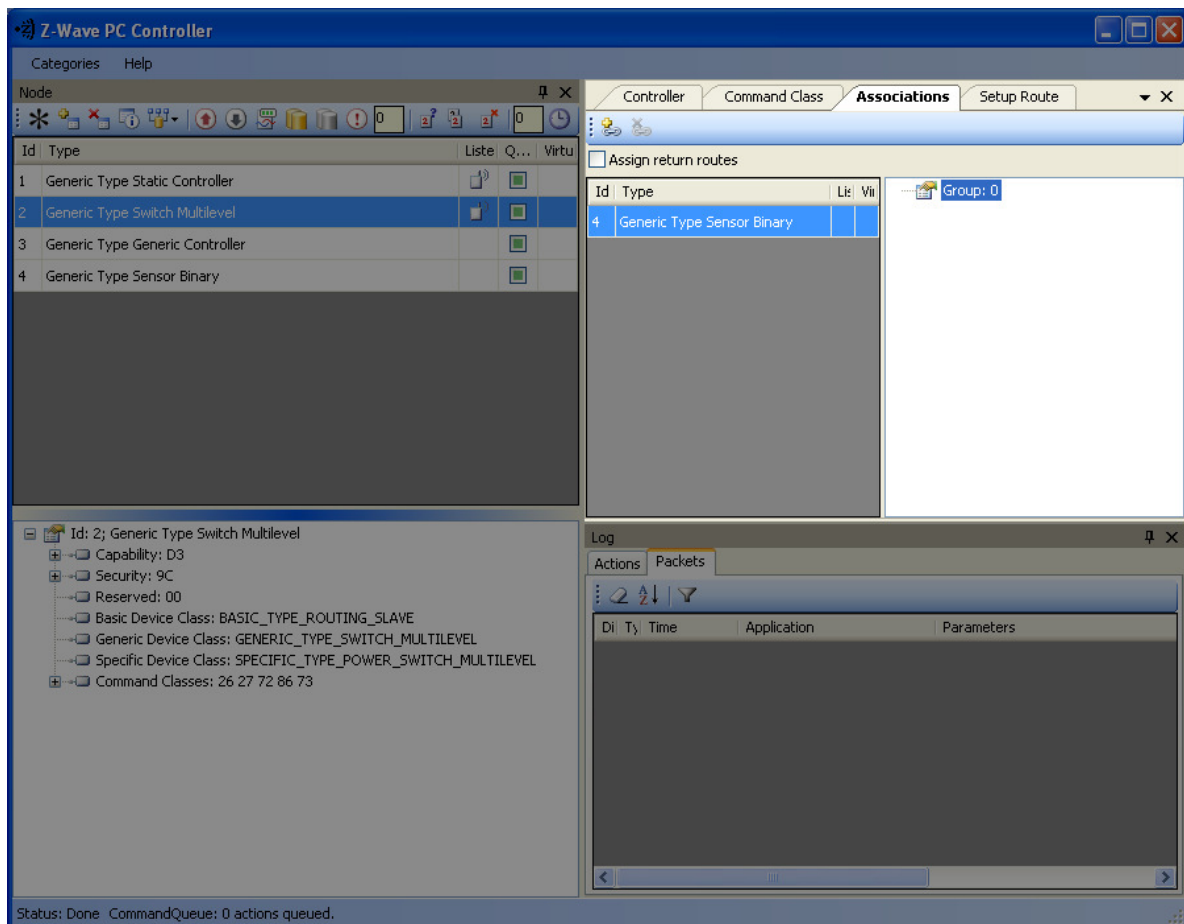 Z-Wave PC Controller
Categories Help
Node
0 0
Id Type Liste Q... Virtu
1 Generic Type Static Controller
2 Generic Type Switch Multilevel
3 Generic Type Generic Controller
4 Generic Type Sensor Binary
Id: 2; Generic Type Switch Multilevel
Capability: D3
Security: 9C
Reserved: 00
Basic Device Class: BASIC_TYPE_ROUTING_SLAVE
Generic Device Class: GENERIC_TYPE_SWITCH_MULTILEVEL
Specific Device Class: SPECIFIC_TYPE_POWER_SWITCH_MULTILEVEL
Command Classes: 26 27 72 86 73
Controller Command Class Associations Setup Route
Assign return routes
Id Type Lis Vir
4 Generic Type Sensor Binary
Group: 0
Log
Actions Packets
Di Ty Time Application Parameters
Status: Done CommandQueue: 0 actions queued.